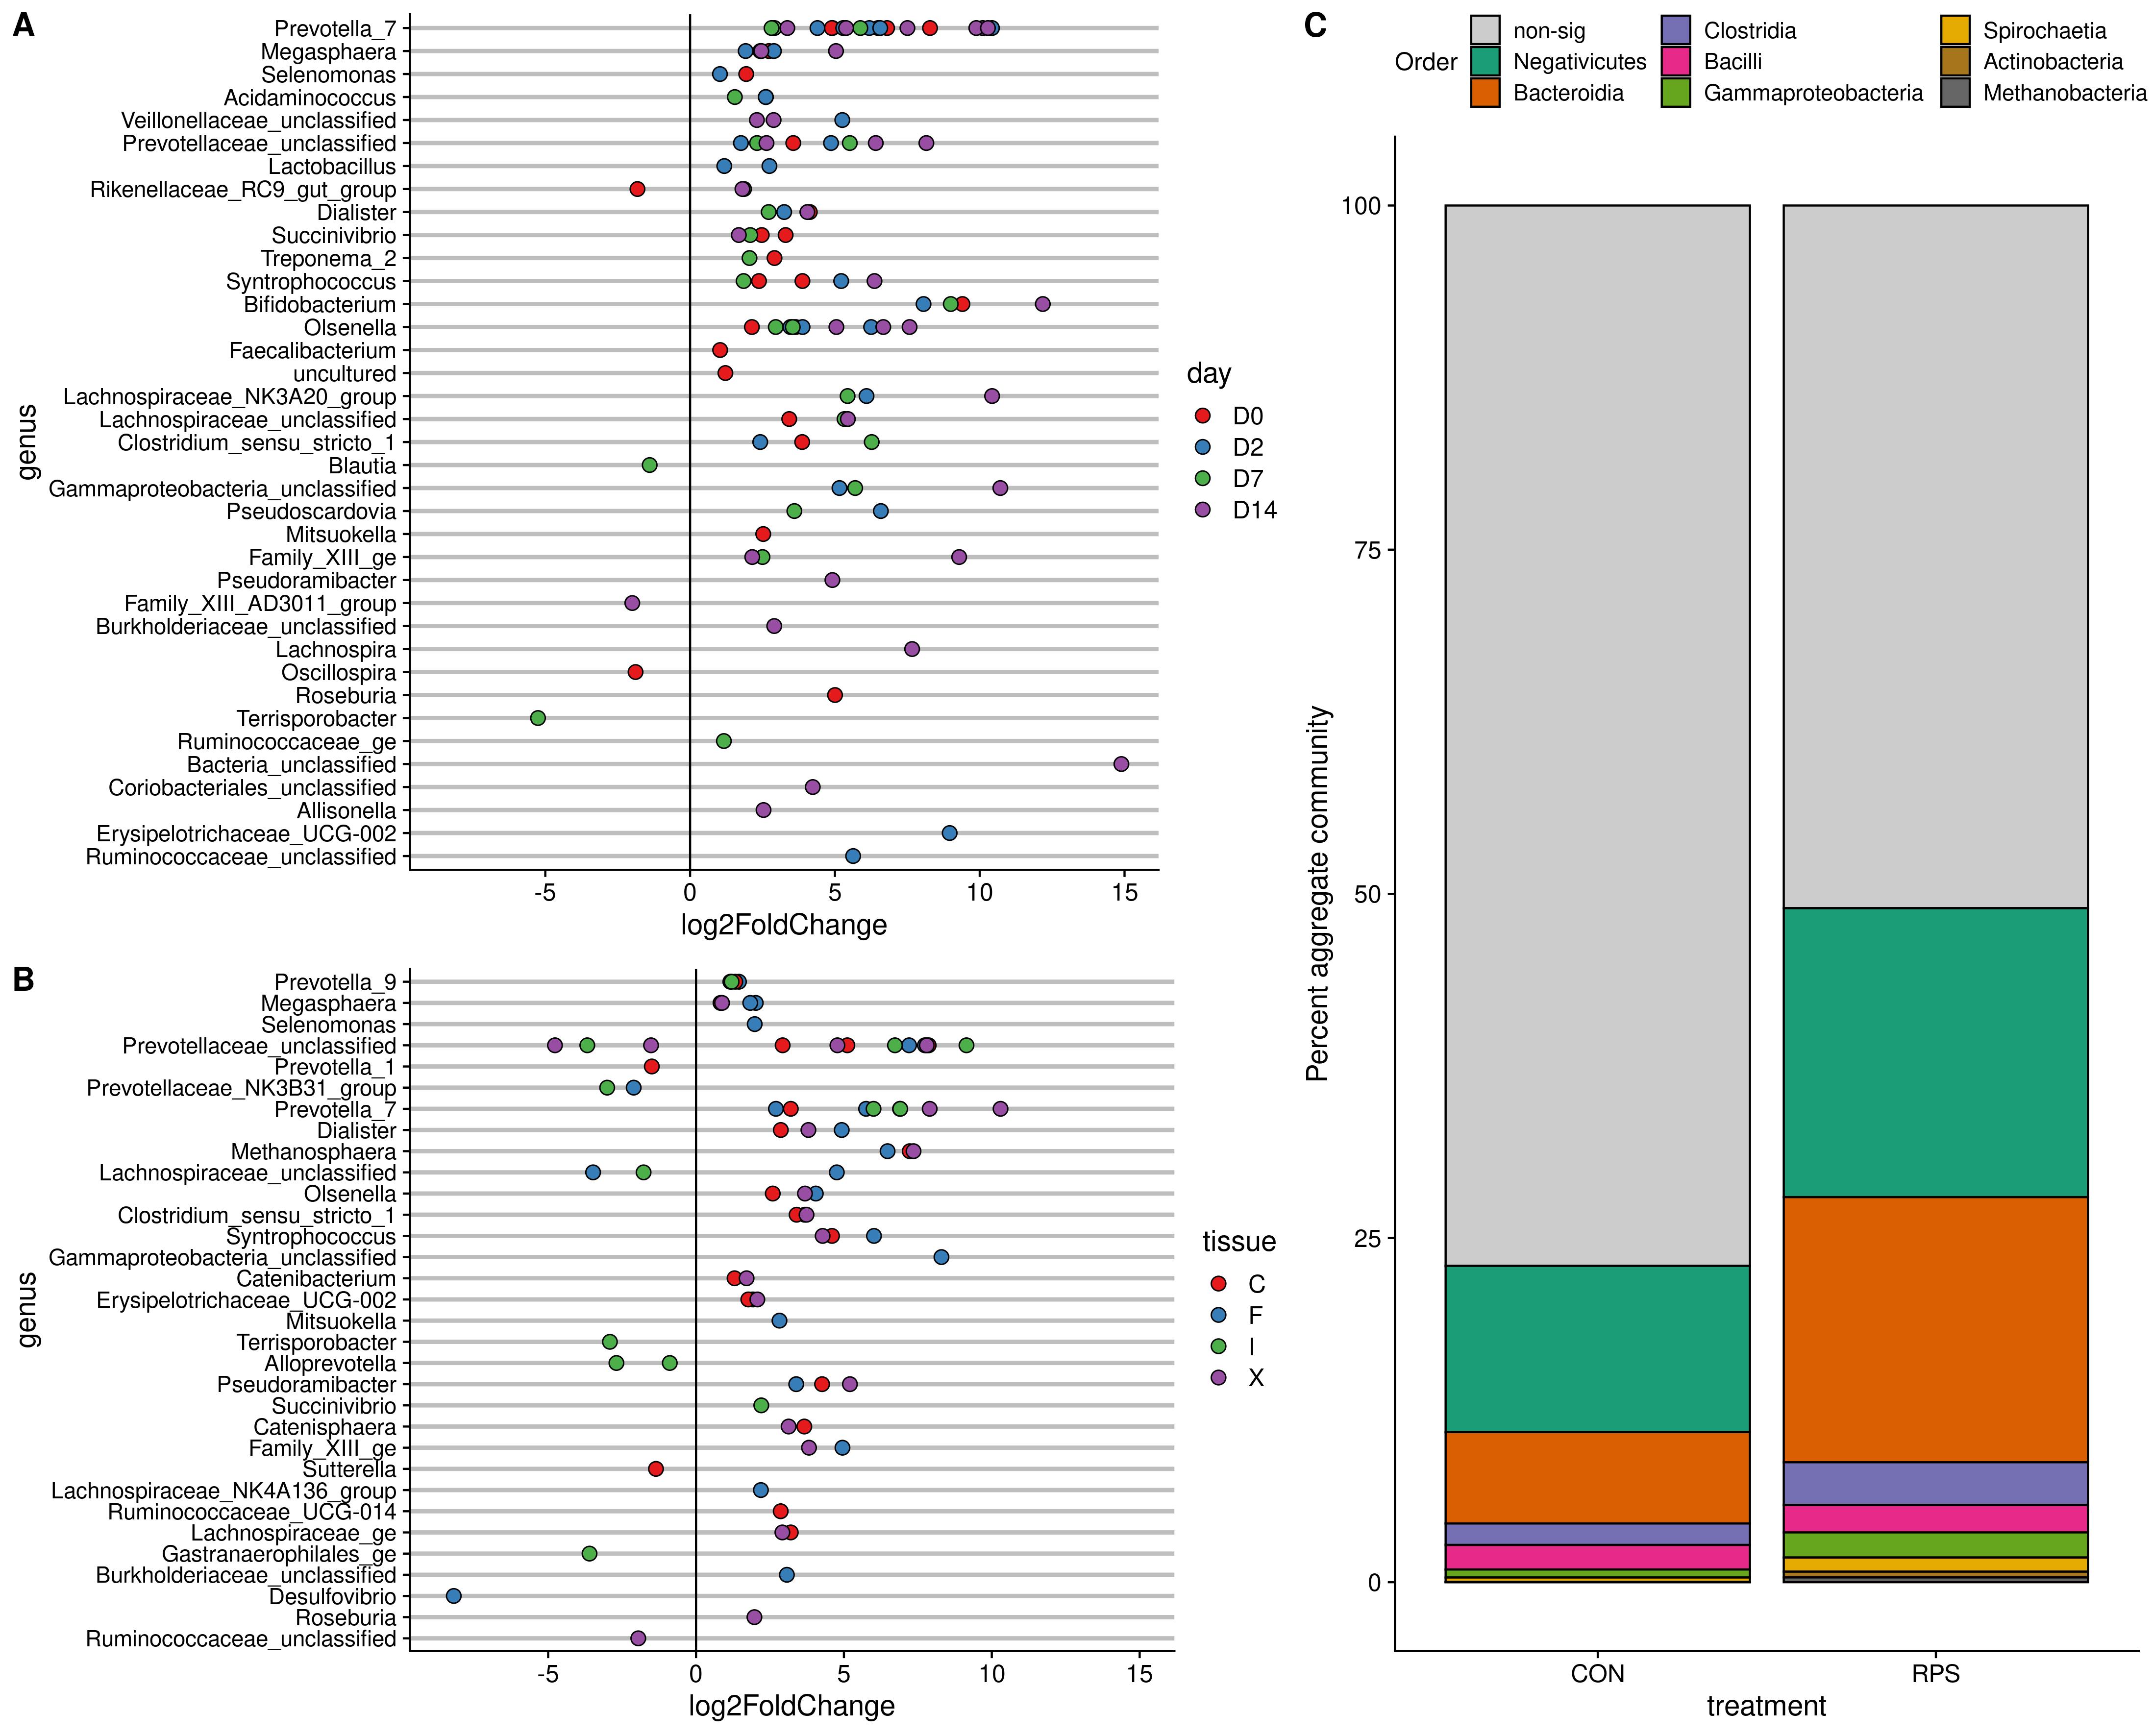 A
Prevotella_7
Megasphaera
Selenomonas
Acidaminococcus
Veillonellaceae_unclassified
Prevotellaceae_unclassified
Lactobacillus
Rikenellaceae_RC9_gut_group
Dialister
Succinivibrio
Treponema_2
Syntrophococcus
Bifidobacterium
Olsenella
Faecalibacterium
uncultured
Lachnospiraceae_NK3A20_group
Lachnospiraceae_unclassified
Clostridium_sensu_stricto_1
Blautia
Gammaproteobacteria_unclassified
Pseudoscardovia
Mitsuokella
Family_XIII_ge
Pseudoramibacter
Family_XIII_AD3011_group
Burkholderiaceae_unclassified
Lachnospira
Oscillospira
Roseburia
Terrisporobacter
Ruminococcaceae_ge
Bacteria_unclassified
Coriobacteriales_unclassified
Allisonella
Erysipelotrichaceae_UCG-002
Ruminococcaceae_unclassified
genus
-5 0 5 10 15
log2FoldChange
day
D0
D2
D7
D14
B
Prevotella_9
Megasphaera
Selenomonas
Prevotellaceae_unclassified
Prevotella_1
Prevotellaceae_NK3B31_group
Prevotella_7
Dialister
Methanosphaera
Lachnospiraceae_unclassified
Olsenella
Clostridium_sensu_stricto_1
Syntrophococcus
Gammaproteobacteria_unclassified
Catenibacterium
Erysipelotrichaceae_UCG-002
Mitsuokella
Terrisporobacter
Alloprevotella
Pseudoramibacter
Succinivibrio
Catenisphaera
Family_XIII_ge
Sutterella
Lachnospiraceae_NK4A136_group
Ruminococcaceae_UCG-014
Lachnospiraceae_ge
Gastranaerophilales_ge
Burkholderiaceae_unclassified
Desulfovibrio
Roseburia
Ruminococcaceae_unclassified
genus
-5 0 5 10 15
log2FoldChange
tissue
C
F
I
X
C
Order
non-sig Clostridia Spirochaetia
Negativicutes Bacilli Actinobacteria
Bacteroidia Gammaproteobacteria Methanobacteria
100
75
50
25
0
Percent aggregate community
CON RPS
treatment